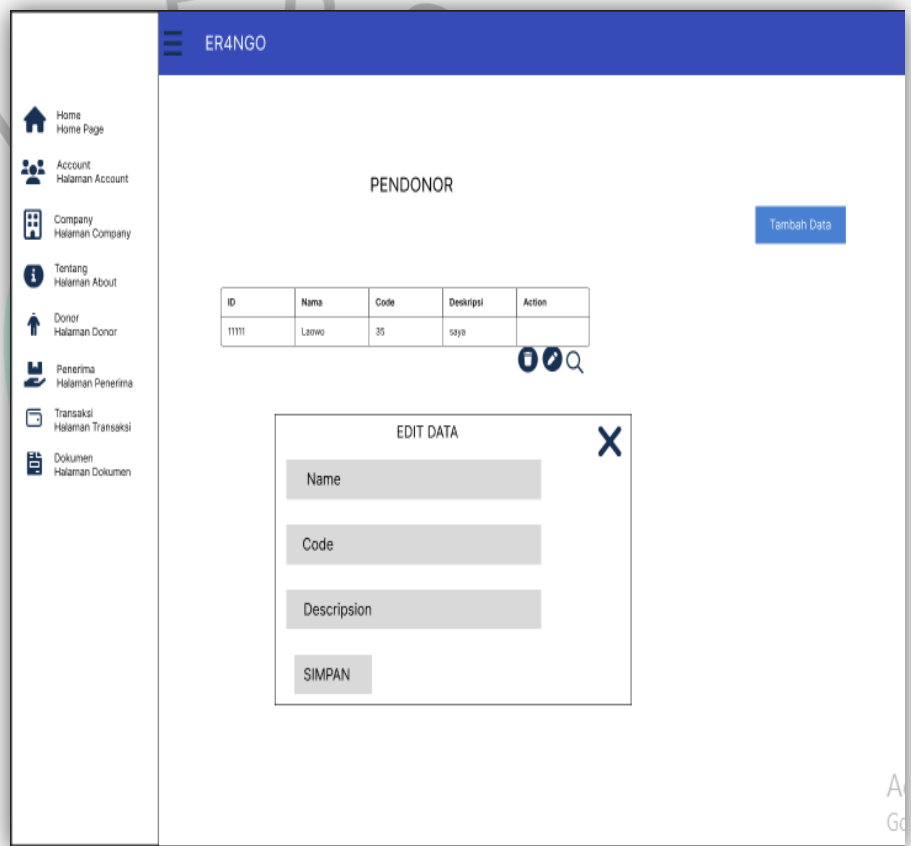 ER4NGO
Home
Home Page
Account
Halaman Account
Company
Halaman Company
Tentang
Halaman About
Donor
Halaman Donor
Penerima
Halaman Penerima
Transaksi
Halaman Transaksi
Dokumen
Halaman Dokumen
PENDONOR
Tambah Data
ID Nama Code Deskripsi Action
11111 Laowo 35 saya
EDIT DATA
Name
Code
Descripsion
SIMPAN